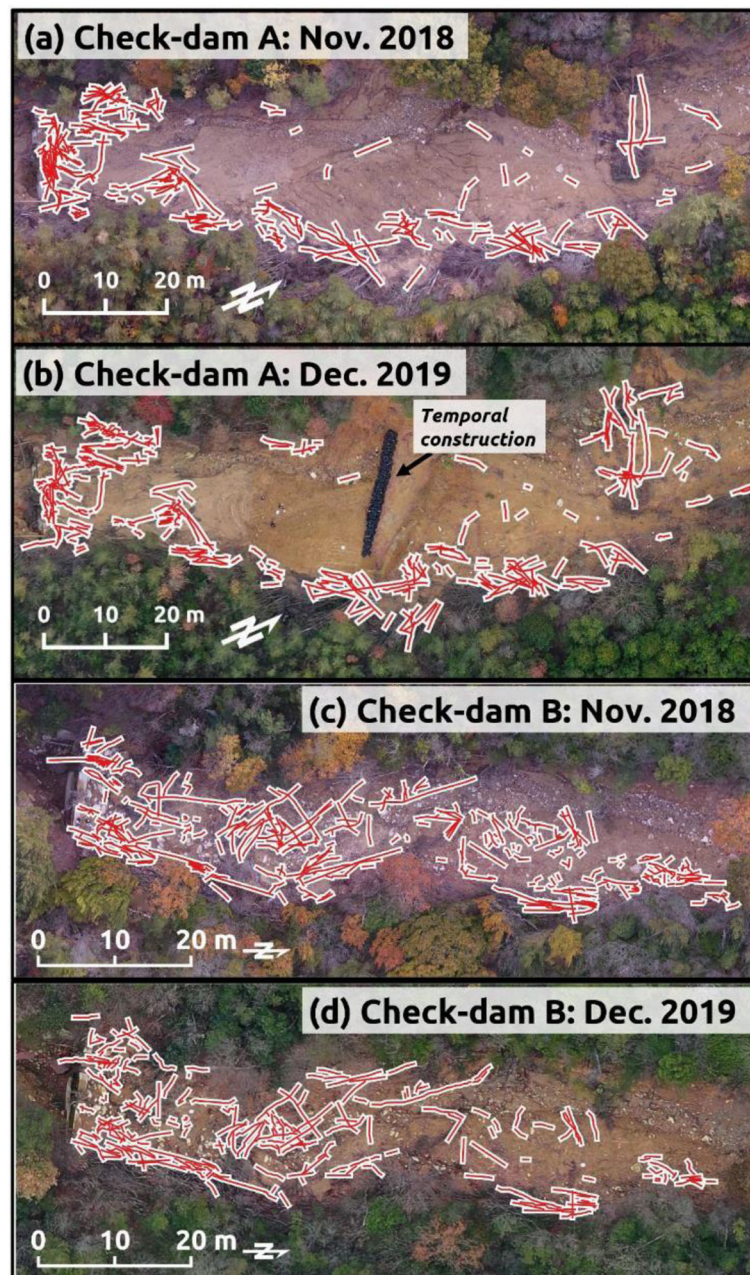 (a) Check-dam A: Nov. 2018
0 10 20 m
N
(b) Check-dam A: Dec. 2019
Temporal
construction
0 10 20 m
N
(c) Check-dam B: Nov. 2018
0 10 20 m
N
(d) Check-dam B: Dec. 2019
0 10 20 m
N